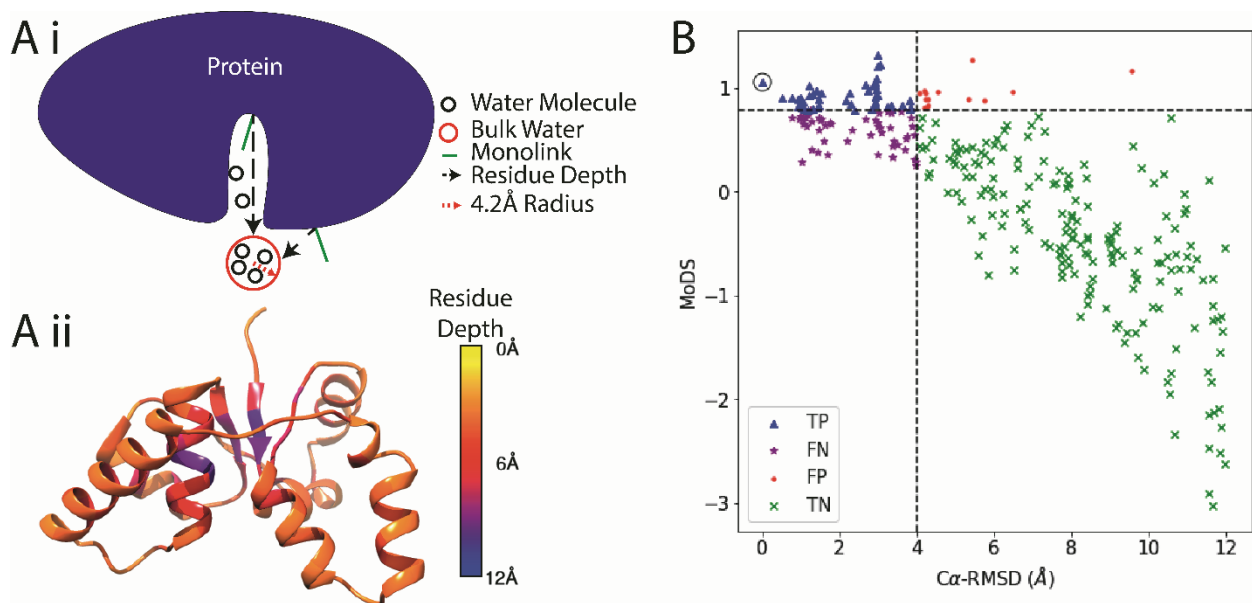 A i
Protein
Water Molecule
Bulk Water
Monolink
Residue Depth
4.2Å Radius
A ii
Residue
Depth
0Å
6Å
12Å
B
MoDS
1
0
−1
−2
−3
TP
FN
FP
TN
0 2 4 6 8 10 12
Cα-RMSD (Å)